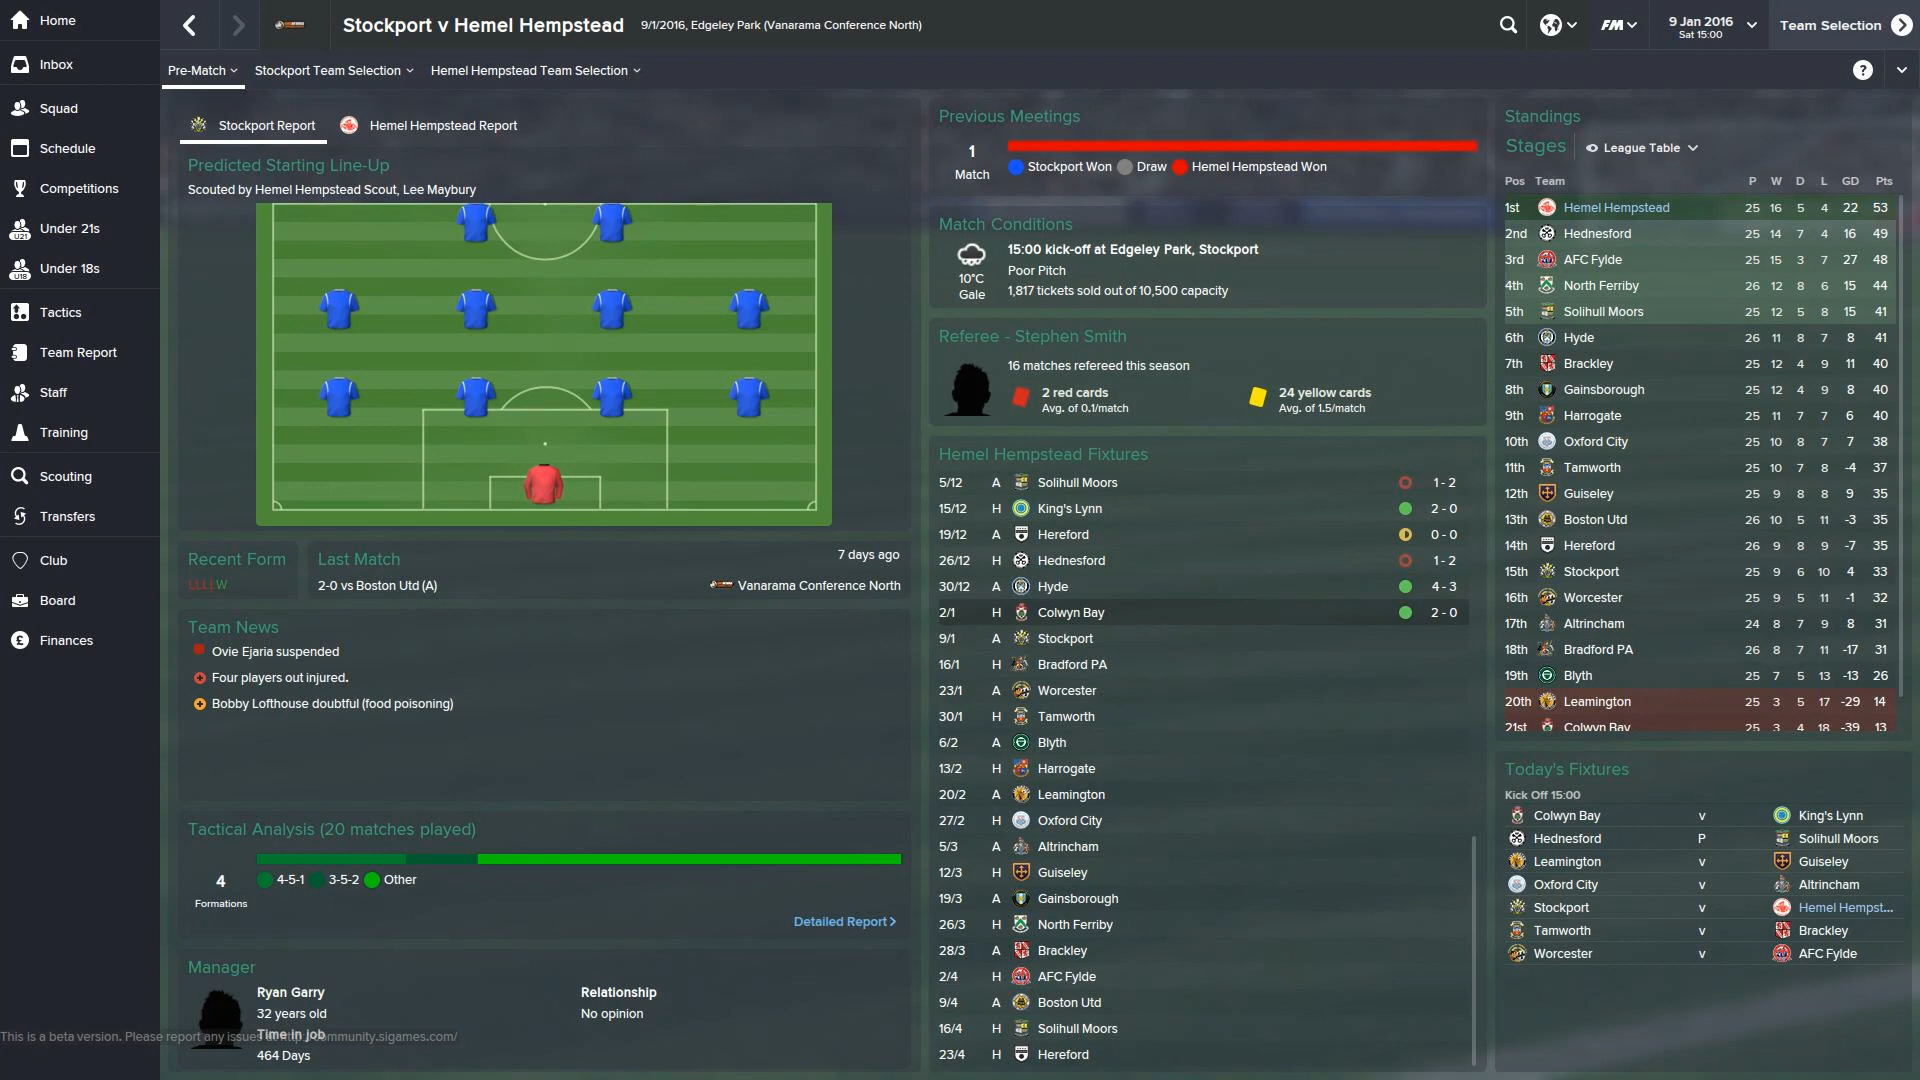 Home
Inbox
Squad
Schedule
Competitions
U21 Under 21s
U18 Under 18s
Tactics
Team Report
Staff
Training
Scouting
Transfers
Club
Board
£ Finances
Stockport v Hemel Hempstead 9/1/2016, Edgeley Park (Vanarama Conference North)
FM 9 Jan 2016 Team Selection
Sat 15:00
Pre-Match Stockport Team Selection Hemel Hempstead Team Selection ?
Stockport Report Hemel Hempstead Report
Predicted Starting Line-Up
Scouted by Hemel Hempstead Scout, Lee Maybury
Recent Form
LLLLW
Last Match 7 days ago
2-0 vs Boston Utd (A) Vanarama Conference North
Team News
Ovie Ejaria suspended
Four players out injured.
Bobby Lofthouse doubtful (food poisoning)
Tactical Analysis (20 matches played)
4 Formations
4-5-1 3-5-2 Other
Detailed Report >
Manager
Ryan Garry Relationship
32 years old No opinion
Time in job
464 Days
This is a beta version. Please report any issues at http://community.sigames.com/
Previous Meetings
1 Match
Stockport Won Draw Hemel Hempstead Won
Match Conditions
10°C
Gale
15:00 kick-off at Edgeley Park, Stockport
Poor Pitch
1,817 tickets sold out of 10,500 capacity
Referee - Stephen Smith
16 matches refereed this season
2 red cards 24 yellow cards
Avg. of 0.1/match Avg. of 1.5/match
Hemel Hempstead Fixtures
5/12 A Solihull Moors 1 - 2
15/12 H King's Lynn 2 - 0
19/12 A Hereford 0 - 0
26/12 H Hednesford 1 - 2
30/12 A Hyde 4 - 3
2/1 H Colwyn Bay 2 - 0
9/1 A Stockport
16/1 H Bradford PA
23/1 A Worcester
30/1 H Tamworth
6/2 A Blyth
13/2 H Harrogate
20/2 A Leamington
27/2 H Oxford City
5/3 A Altrincham
12/3 H Guiseley
19/3 A Gainsborough
26/3 H North Ferriby
28/3 A Brackley
2/4 H AFC Fylde
9/4 A Boston Utd
16/4 H Solihull Moors
23/4 H Hereford
Standings
Stages League Table
Pos Team P W D L GD Pts
1st Hemel Hempstead 25 16 5 4 22 53
2nd Hednesford 25 14 7 4 16 49
3rd AFC Fylde 25 15 3 7 27 48
4th North Ferriby 26 12 8 6 15 44
5th Solihull Moors 25 12 5 8 15 41
6th Hyde 26 11 8 7 8 41
7th Brackley 25 12 4 9 11 40
8th Gainsborough 25 12 4 9 8 40
9th Harrogate 25 11 7 7 6 40
10th Oxford City 25 10 8 7 7 38
11th Tamworth 25 10 7 8 -4 37
12th Guiseley 25 9 8 8 9 35
13th Boston Utd 26 10 5 11 -3 35
14th Hereford 26 9 8 9 -7 35
15th Stockport 25 9 6 10 4 33
16th Worcester 25 9 5 11 -1 32
17th Altrincham 24 8 7 9 8 31
18th Bradford PA 26 8 7 11 -17 31
19th Blyth 25 7 5 13 -13 26
20th Leamington 25 3 5 17 -29 14
21st Colwyn Bay 25 3 4 18 -39 13
Today's Fixtures
Kick Off 15:00
Colwyn Bay v King's Lynn
Hednesford P Solihull Moors
Leamington v Guiseley
Oxford City v Altrincham
Stockport v Hemel Hempst...
Tamworth v Brackley
Worcester v AFC Fylde